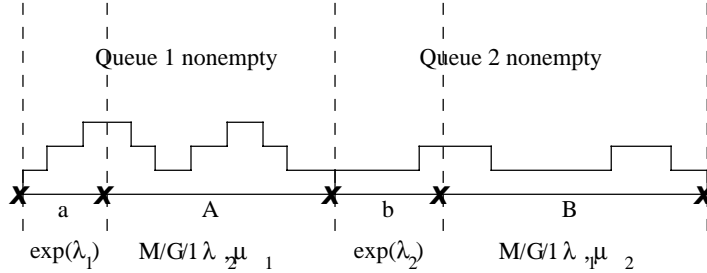 Queue 1 nonempty Queue 2 nonempty
X X X X X
a A b B
exp(λ₁) M/G/1 λ₂,μ₁ exp(λ₂) M/G/1 λ₁,μ₂